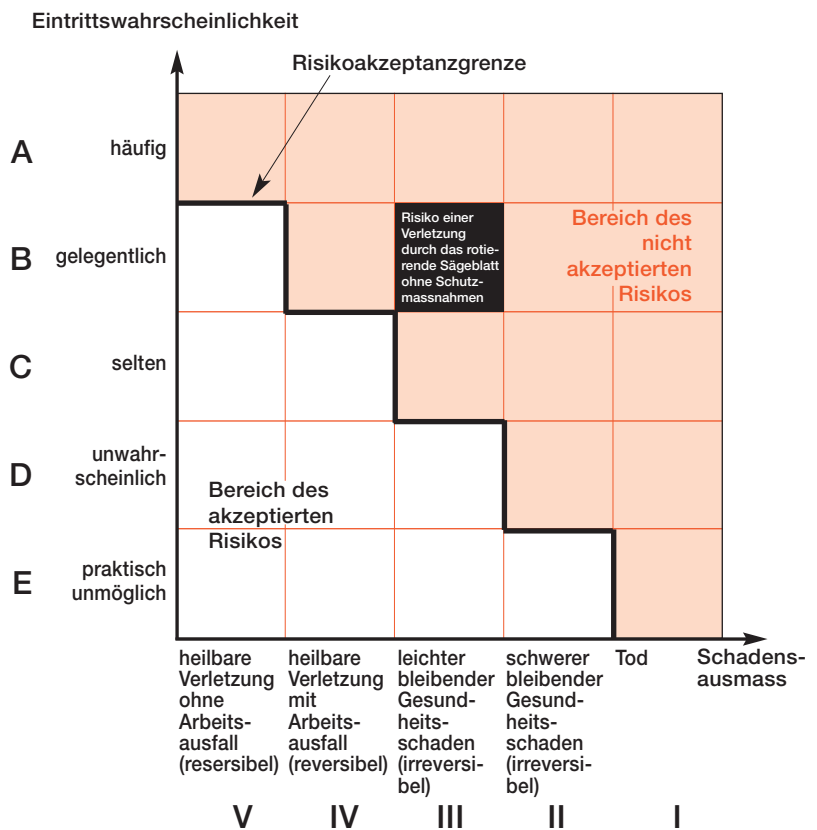 Eintrittswahrscheinlichkeit
Risikoakzeptanzgrenze
A
häufig
B
gelegentlich
Risiko einer
Verletzung
durch das rotie-
rende Sägeblatt
ohne Schutz-
massnahmen
Bereich des
nicht
akzeptierten
Risikos
C
selten
D
unwahr-
scheinlich
Bereich des
akzeptierten
Risikos
E
praktisch
unmöglich
heilbare
Verletzung
ohne
Arbeits-
ausfall
(resersibel)
heilbare
Verletzung
mit
Arbeits-
ausfall
(reversibel)
leichter
bleibender
Gesund-
heits-
schaden
(irreversi-
bel)
schwerer
bleibender
Gesund-
heits-
schaden
(irreversi-
bel)
Tod
Schadens-
ausmass
V
IV
III
II
I